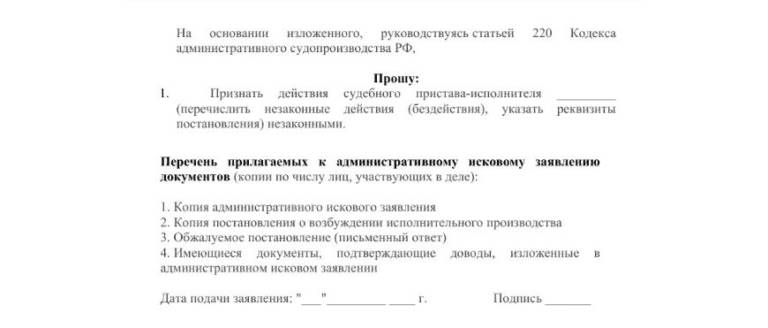 На основании изложенного, руководствуясь статьей 220 Кодекса
административного судопроизводства РФ,
Прошу:
1. Признать действия судебного пристава-исполнителя ________
(перечислить незаконные действия (бездействия), указать реквизиты
постановления) незаконными.
Перечень прилагаемых к административному исковому заявлению
документов (копии по числу лиц, участвующих в деле):
1. Копия административного искового заявления
2. Копия постановления о возбуждении исполнительного производства
3. Обжалуемое постановление (письменный ответ)
4. Имеющиеся документы, подтверждающие доводы, изложенные в
административном исковом заявлении
Дата подачи заявления: "___"_________ ____ г. Подпись _______